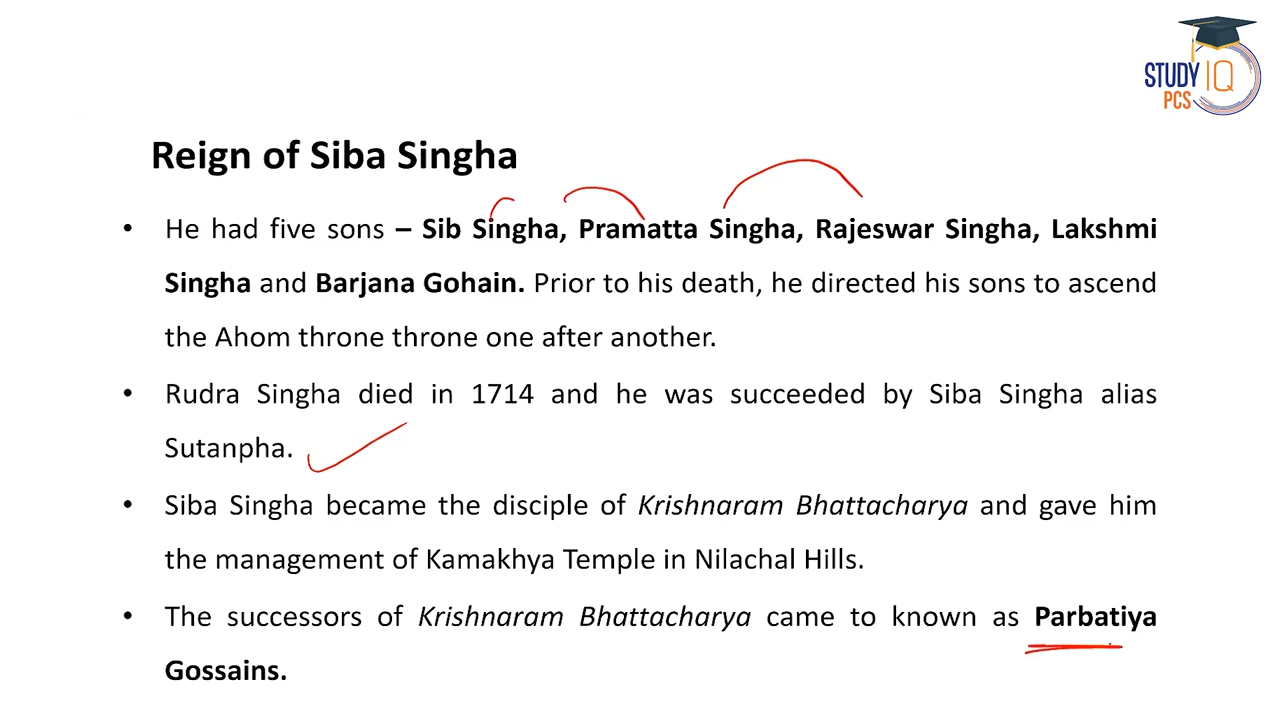 STUDY IQ
PCS
Reign of Siba Singha
• He had five sons – Sib Singha, Pramatta Singha, Rajeswar Singha, Lakshmi
Singha and Barjana Gohain. Prior to his death, he directed his sons to ascend
the Ahom throne throne one after another.
• Rudra Singha died in 1714 and he was succeeded by Siba Singha alias
Sutanpha.
• Siba Singha became the disciple of Krishnaram Bhattacharya and gave him
the management of Kamakhya Temple in Nilachal Hills.
• The successors of Krishnaram Bhattacharya came to known as Parbatiya
Gossains.